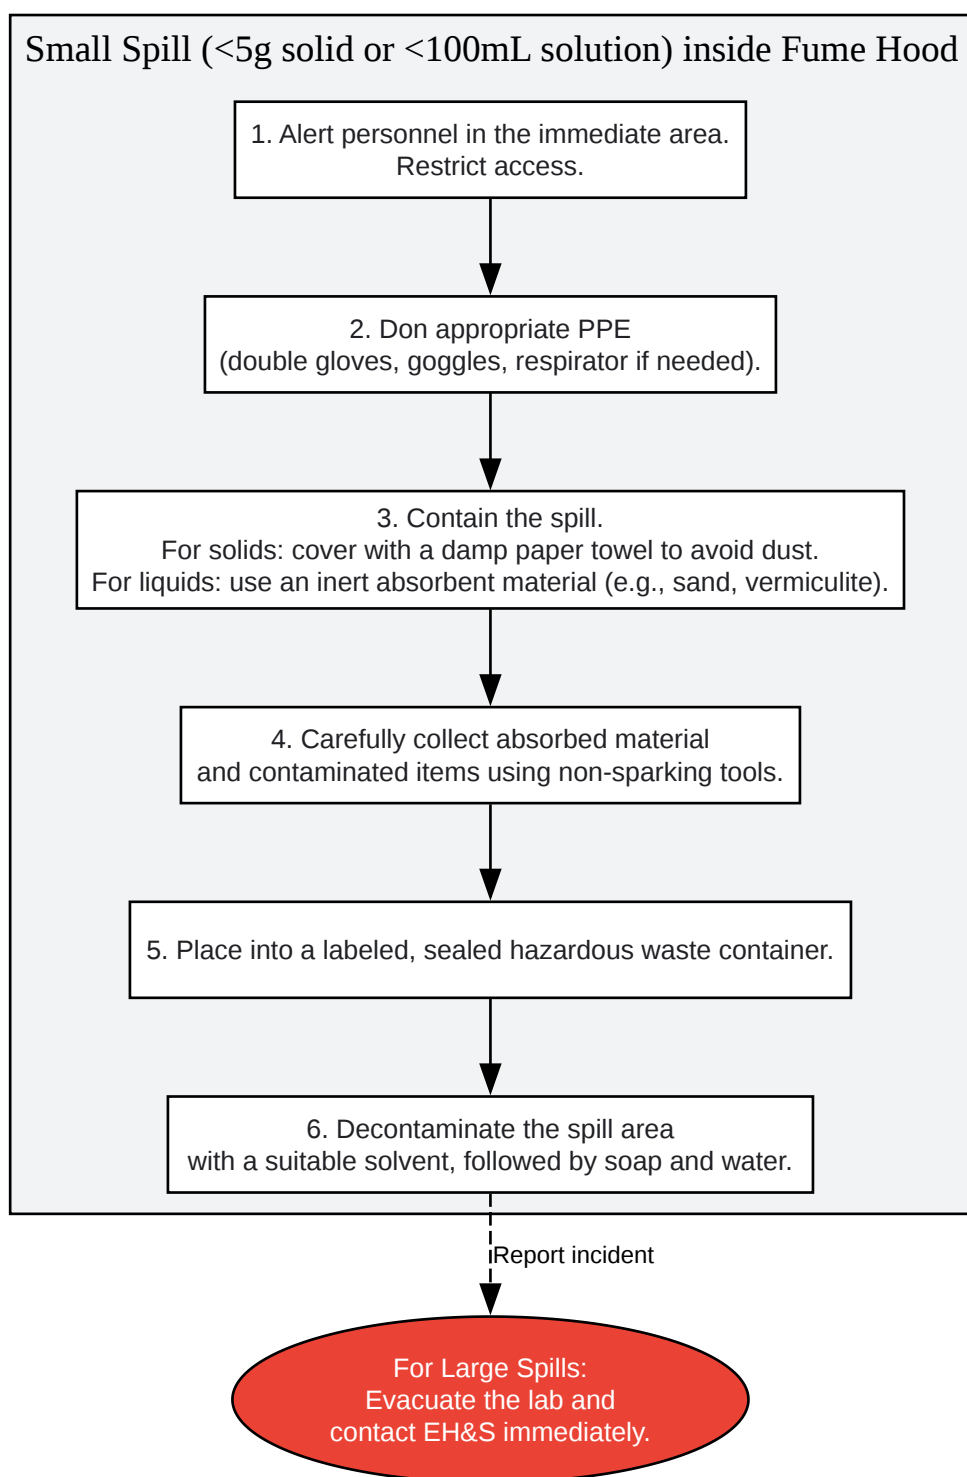 Small Spill (<5g solid or <100mL solution) inside Fume Hood
1. Alert personnel in the immediate area.
Restrict access.
2. Don appropriate PPE
(double gloves, goggles, respirator if needed).
3. Contain the spill.
For solids: cover with a damp paper towel to avoid dust.
For liquids: use an inert absorbent material (e.g., sand, vermiculite).
4. Carefully collect absorbed material
and contaminated items using non-sparking tools.
5. Place into a labeled, sealed hazardous waste container.
6. Decontaminate the spill area
with a suitable solvent, followed by soap and water.
Report incident
For Large Spills:
Evacuate the lab and
contact EH&S immediately.